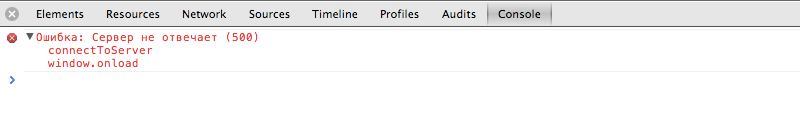 Elements Resources Network Sources Timeline Profiles Audits Console
Ошибка: Сервер не отвечает (500)
connectToServer
window.onload